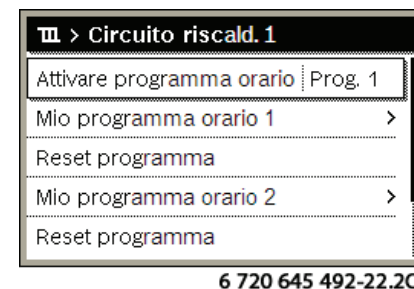 > Circuito riscald. 1
Attivare programma orario Prog. 1
Mio programma orario 1 >
Reset programma
Mio programma orario 2 >
Reset programma
6 720 645 492-22.2O